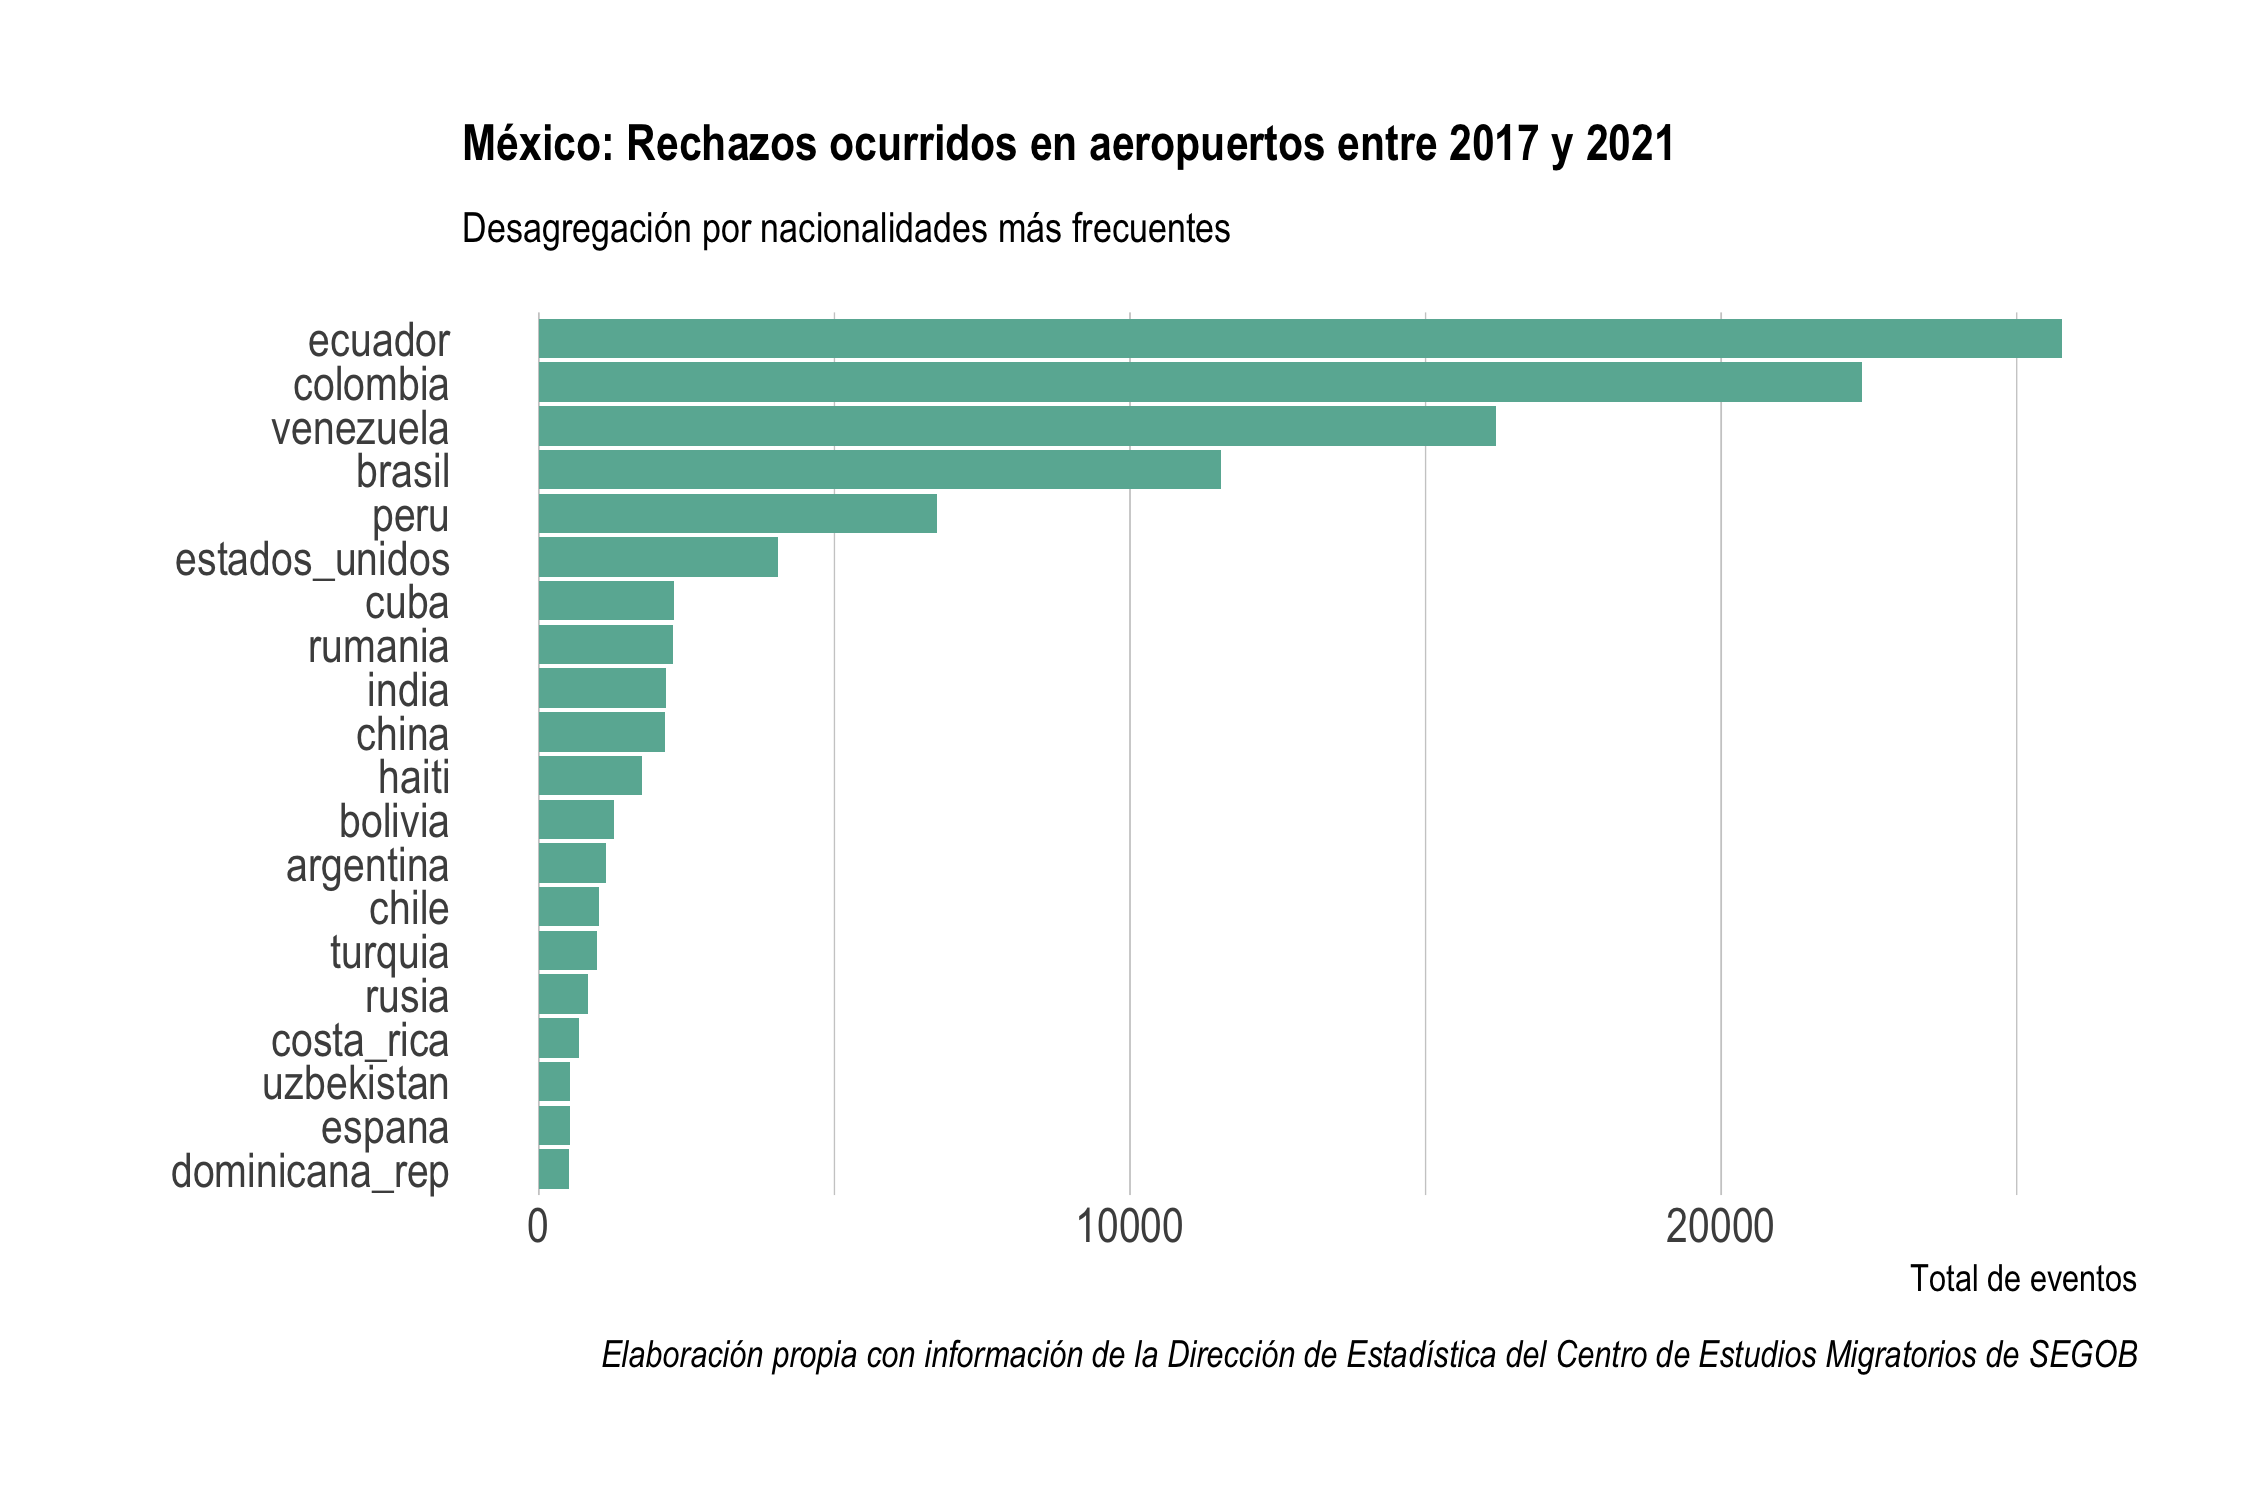 México: Rechazos ocurridos en aeropuertos entre 2017 y 2021
Desagregación por nacionalidades más frecuentes
ecuador
colombia
venezuela
brasil
peru
estados_unidos
cuba
rumania
india
china
haiti
bolivia
argentina
chile
turquia
rusia
costa_rica
uzbekistan
espana
dominicana_rep
0 10000 20000
Total de eventos
Elaboración propia con información de la Dirección de Estadística del Centro de Estudios Migratorios de SEGOB